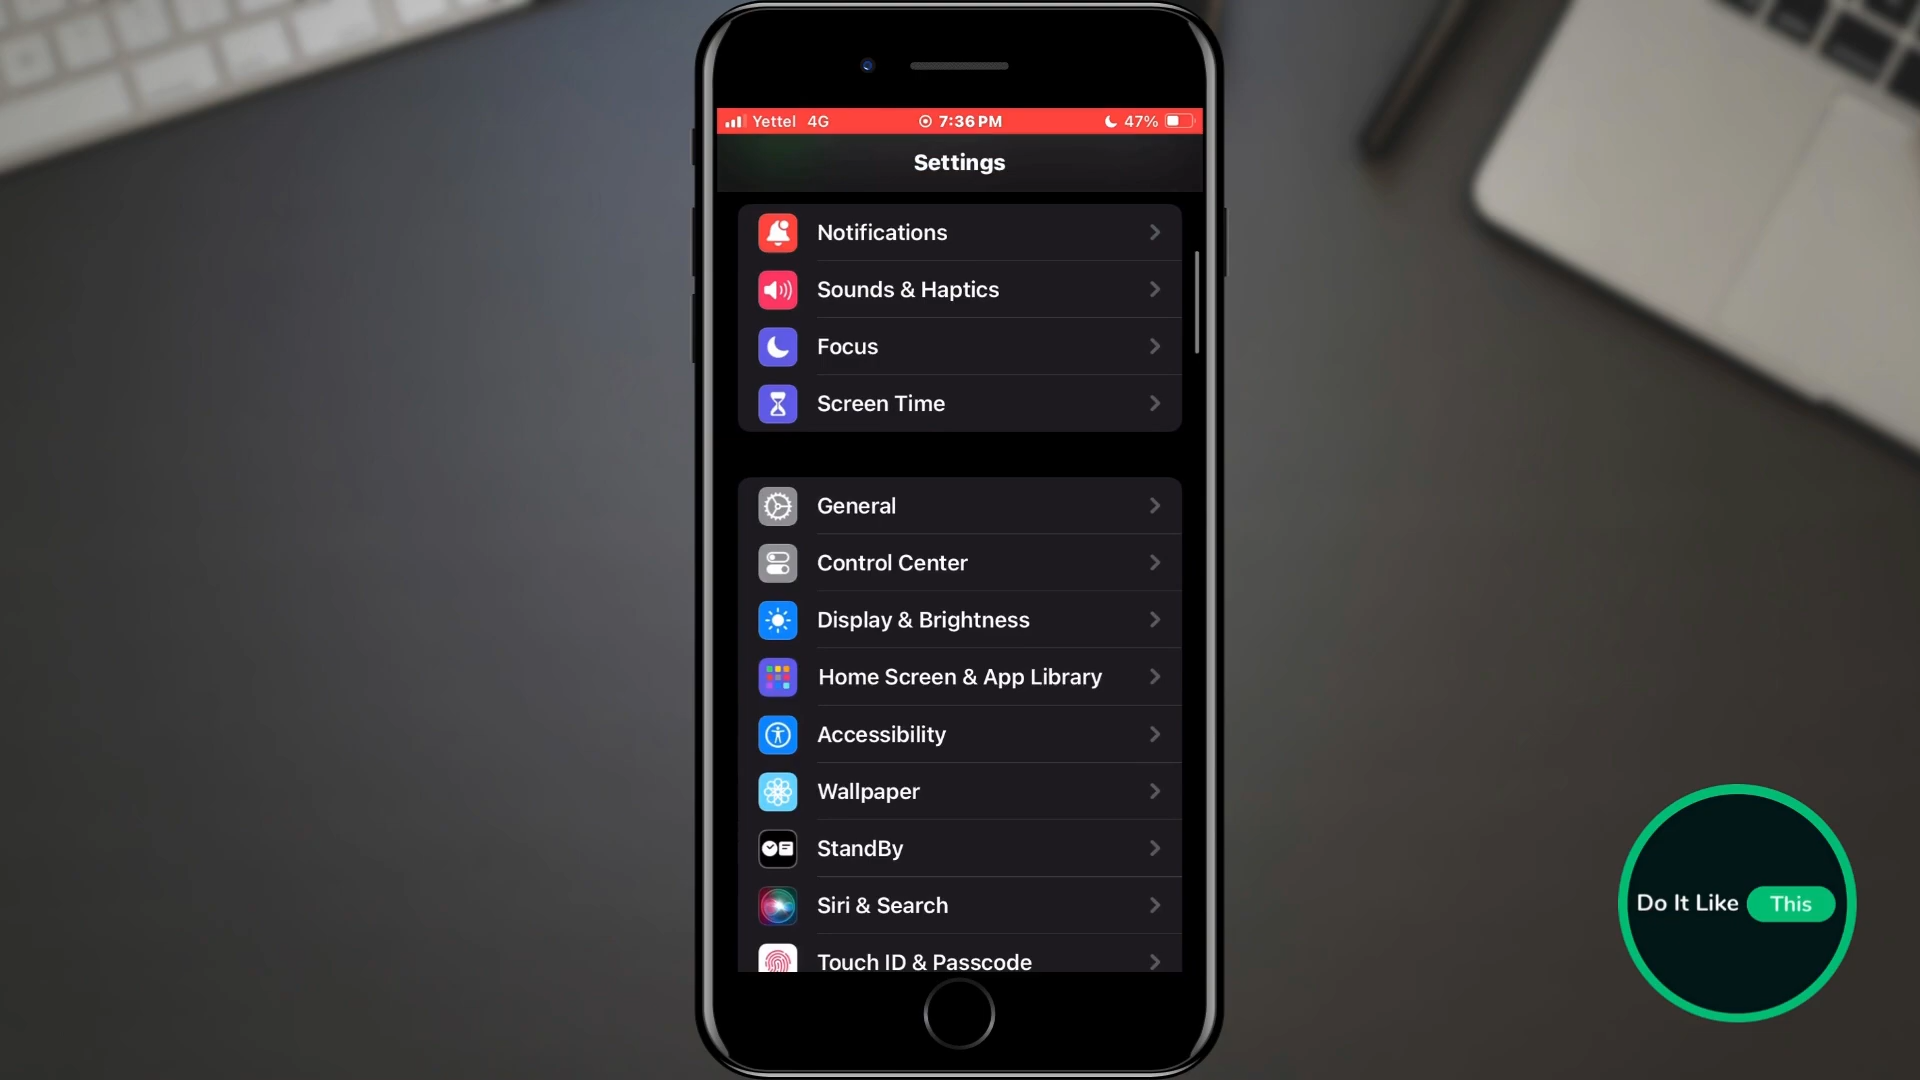 Yettel 4G 7:36 PM 47%
Settings
Notifications
Sounds & Haptics
Focus
Screen Time
General
Control Center
Display & Brightness
Home Screen & App Library
Accessibility
Wallpaper
StandBy
Siri & Search
Touch ID & Passcode
Do It Like This